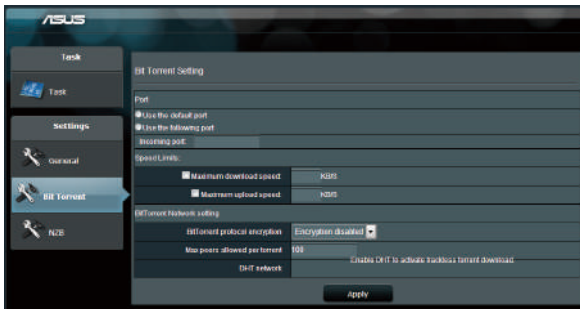 ASUS
Task
Task
Settings
General
Bit Torrent
NZB
Bit Torrent Setting
Port
Use the default port
Use the following port
Incoming port:
Speed Limits:
Maximum download speed: KB/S
Maximum upload speed: KB/S
BitTorrent Network setting
BitTorrent protocol encryption Encryption disabled
Max peers allowed per torrent 100
DHT network Enable DHT to activate trackless torrent download.
Apply